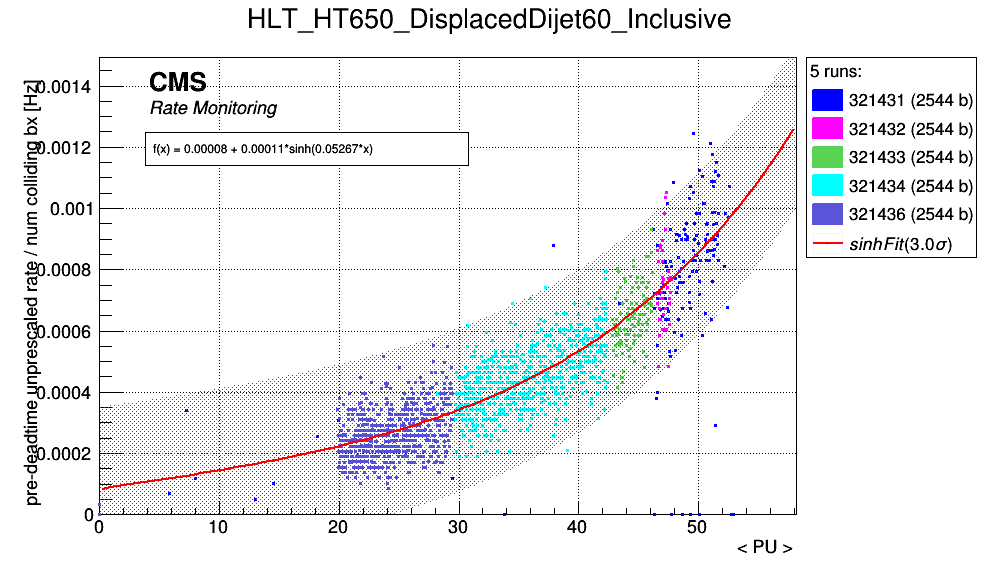 HLT_HT650_DisplacedDijet60_Inclusive
pre-deadtime unprescaled rate / num colliding bx [Hz]
0.0014
0.0012
0.001
0.0008
0.0006
0.0004
0.0002
0
CMS
Rate Monitoring
f(x) = 0.00008 + 0.00011*sinh(0.05267*x)
0 10 20 30 40 50
< PU >
5 runs:
321431 (2544 b)
321432 (2544 b)
321433 (2544 b)
321434 (2544 b)
321436 (2544 b)
sinhFit(3.0σ)